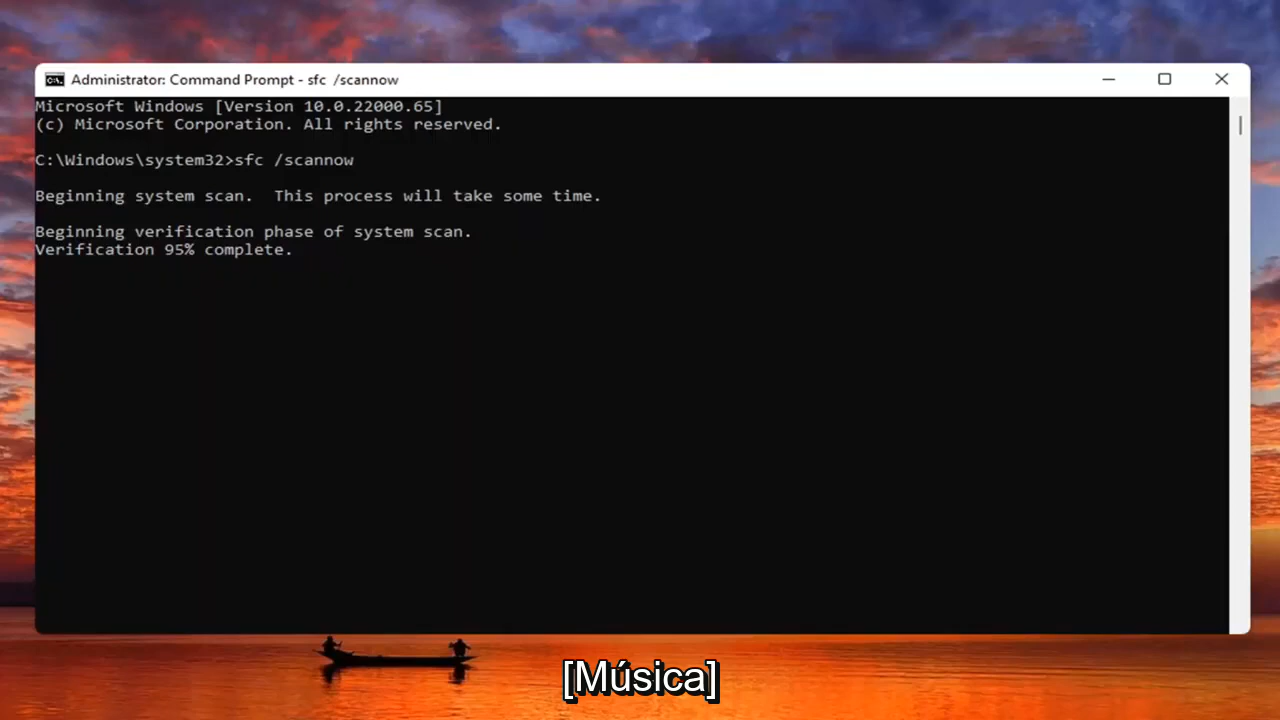 Administrator: Command Prompt - sfc  /scannow
Microsoft Windows [Version 10.0.22000.65]
(c) Microsoft Corporation. All rights reserved.
C:\Windows\system32>sfc /scannow
Beginning system scan.  This process will take some time.
Beginning verification phase of system scan.
Verification 95% complete.
[Música]